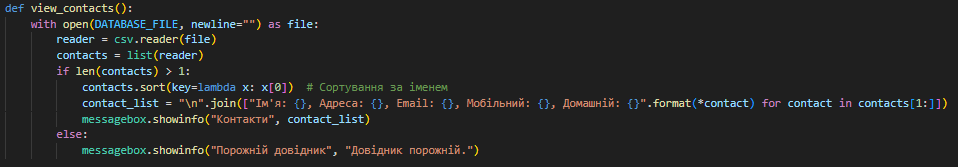 def view_contacts():
    with open(DATABASE_FILE, newline="") as file:
        reader = csv.reader(file)
        contacts = list(reader)
        if len(contacts) > 1:
            contacts.sort(key=lambda x: x[0])  # Сортування за іменем
            contact_list = "\n".join(["Ім'я: {}, Адреса: {}, Email: {}, Мобільний: {}, Домашній: {}".format(*contact) for contact in contacts[1:]])
            messagebox.showinfo("Контакти", contact_list)
        else:
            messagebox.showinfo("Порожній довідник", "Довідник порожній.")